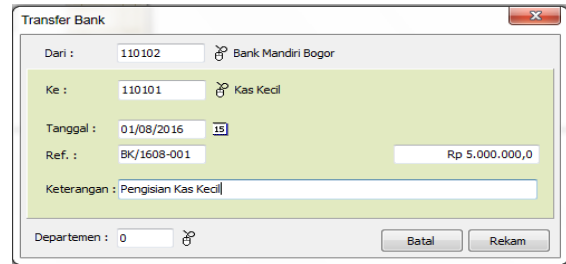 Transfer Bank
Dari : 110102 Bank Mandiri Bogor
Ke : 110101 Kas Kecil
Tanggal : 01/08/2016 15
Ref. : BK/1608-001 Rp 5.000.000,0
Keterangan : Pengisian Kas Kecil
Departemen : 0 Batal Rekam